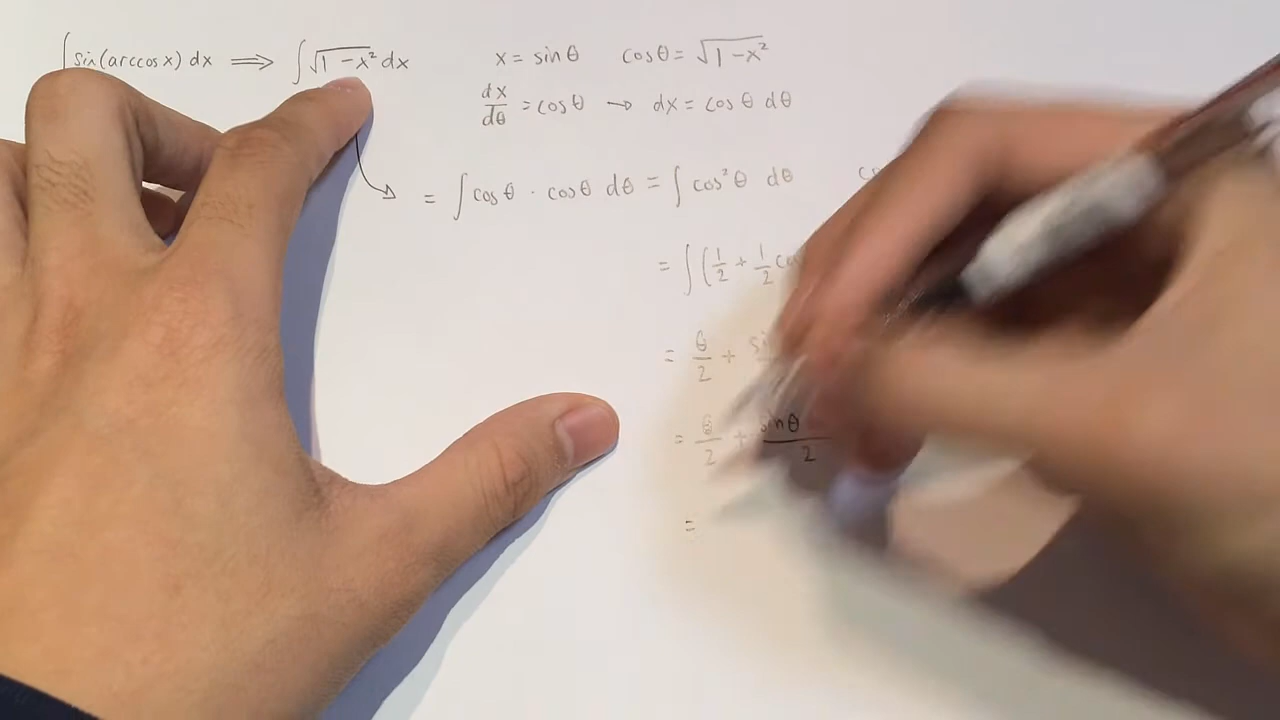 ∫sin(arccos x) dx ⟹ ∫√(1-x²) dx x = sin θ cos θ = √(1-x²)
dx/dθ = cos θ → dx = cos θ dθ
= ∫cos θ · cos θ dθ = ∫cos² θ dθ
= ∫(1/2 + 1/2
= θ/2 +
= θ/2 + sin θ / 2
=